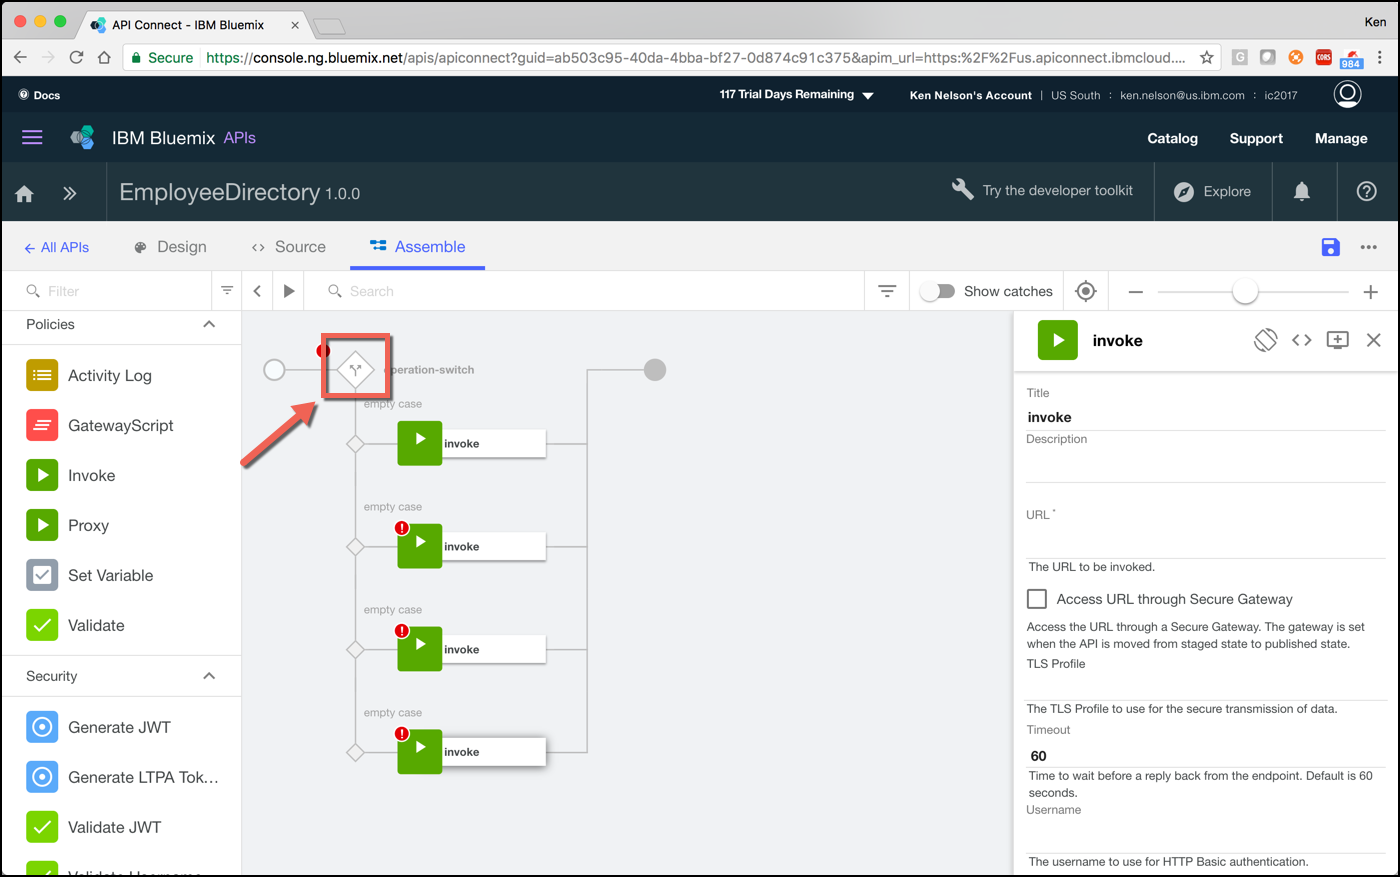 API Connect - IBM Bluemix
Ken
Secure
https://console.ng.bluemix.net/apis/apiconnect?guid=ab503c95-40da-4bba-bf27-0d874c91c375&apim_url=https:%2F%2Fus.apiconnect.ibmcloud....
G
CORS
984
Docs
117 Trial Days Remaining
Ken Nelson's Account | US South : ken.nelson@us.ibm.com : ic2017
IBM Bluemix APIs
Catalog
Support
Manage
EmployeeDirectory 1.0.0
Try the developer toolkit
Explore
All APIs
Design
Source
Assemble
Filter
Search
Show catches
Policies
Activity Log
GatewayScript
Invoke
Proxy
Set Variable
Validate
Security
Generate JWT
Generate LTPA Tok...
Validate JWT
Validate Username
peration-switch
empty case
invoke
empty case
invoke
empty case
invoke
empty case
invoke
invoke
Title
invoke
Description
URL *
The URL to be invoked.
Access URL through Secure Gateway
Access the URL through a Secure Gateway. The gateway is set
when the API is moved from staged state to published state.
TLS Profile
The TLS Profile to use for the secure transmission of data.
Timeout
60
Time to wait before a reply back from the endpoint. Default is 60
seconds.
Username
The username to use for HTTP Basic authentication.